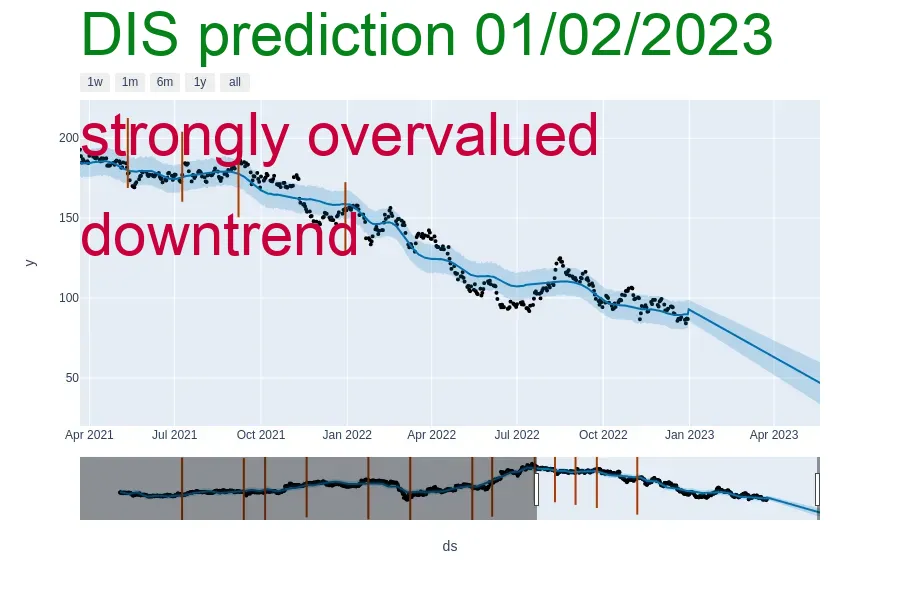 DIS prediction 01/02/2023
1w 1m 6m 1y all
strongly overvalued
200
150
downtrend
y
100
50
Apr 2021 Jul 2021 Oct 2021 Jan 2022 Apr 2022 Jul 2022 Oct 2022 Jan 2023 Apr 2023
ds